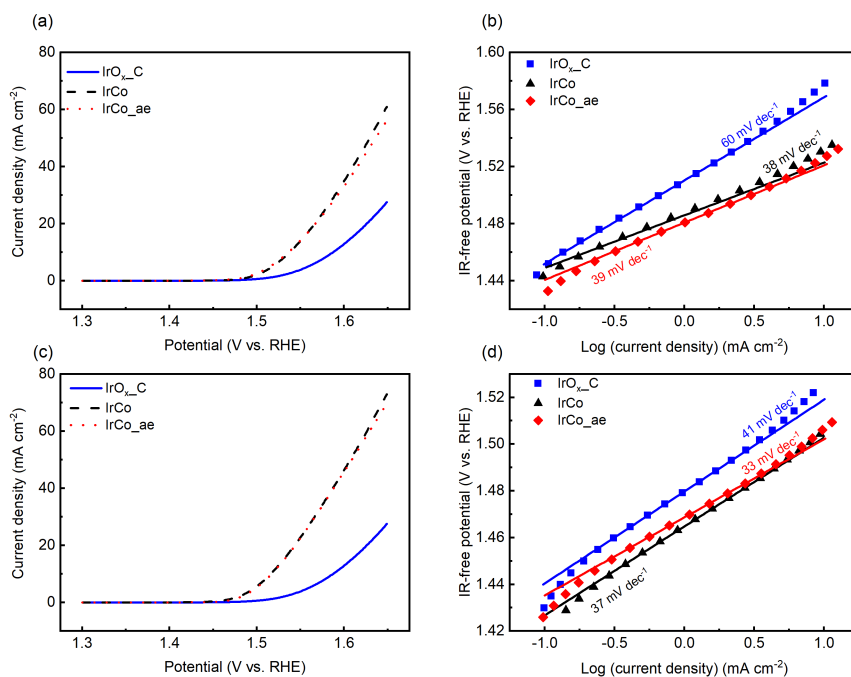 (a)
80
60
40
20
0
1.3 1.4 1.5 1.6
Current density (mA cm⁻²)
Potential (V vs. RHE)
IrOₓ_C
IrCo
IrCo_ae
(b)
1.60
1.56
1.52
1.48
1.44
-1.0 -0.5 0.0 0.5 1.0
IR-free potential (V vs. RHE)
Log (current density) (mA cm⁻²)
IrOₓ_C
IrCo
IrCo_ae
60 mV dec⁻¹
38 mV dec⁻¹
39 mV dec⁻¹
(c)
80
60
40
20
0
1.3 1.4 1.5 1.6
Current density (mA cm⁻²)
Potential (V vs. RHE)
IrOₓ_C
IrCo
IrCo_ae
(d)
1.52
1.50
1.48
1.46
1.44
1.42
-1.0 -0.5 0.0 0.5 1.0
IR-free potential (V vs. RHE)
Log (current density) (mA cm⁻²)
IrOₓ_C
IrCo
IrCo_ae
41 mV dec⁻¹
33 mV dec⁻¹
37 mV dec⁻¹